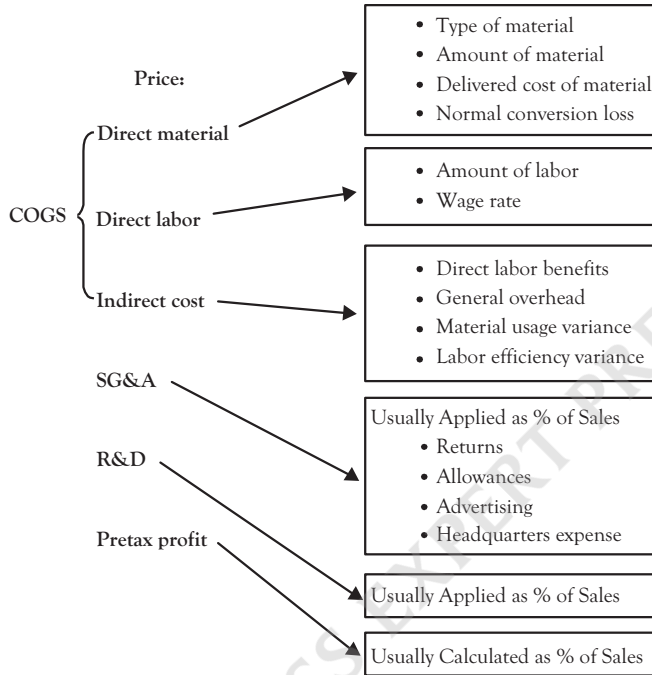 Price:
COGS
Direct material
• Type of material
• Amount of material
• Delivered cost of material
• Normal conversion loss
Direct labor
• Amount of labor
• Wage rate
Indirect cost
• Direct labor benefits
• General overhead
• Material usage variance
• Labor efficiency variance
SG&A
Usually Applied as % of Sales
• Returns
• Allowances
• Advertising
• Headquarters expense
R&D
Usually Applied as % of Sales
Pretax profit
Usually Calculated as % of Sales
SS EXPERT PRE